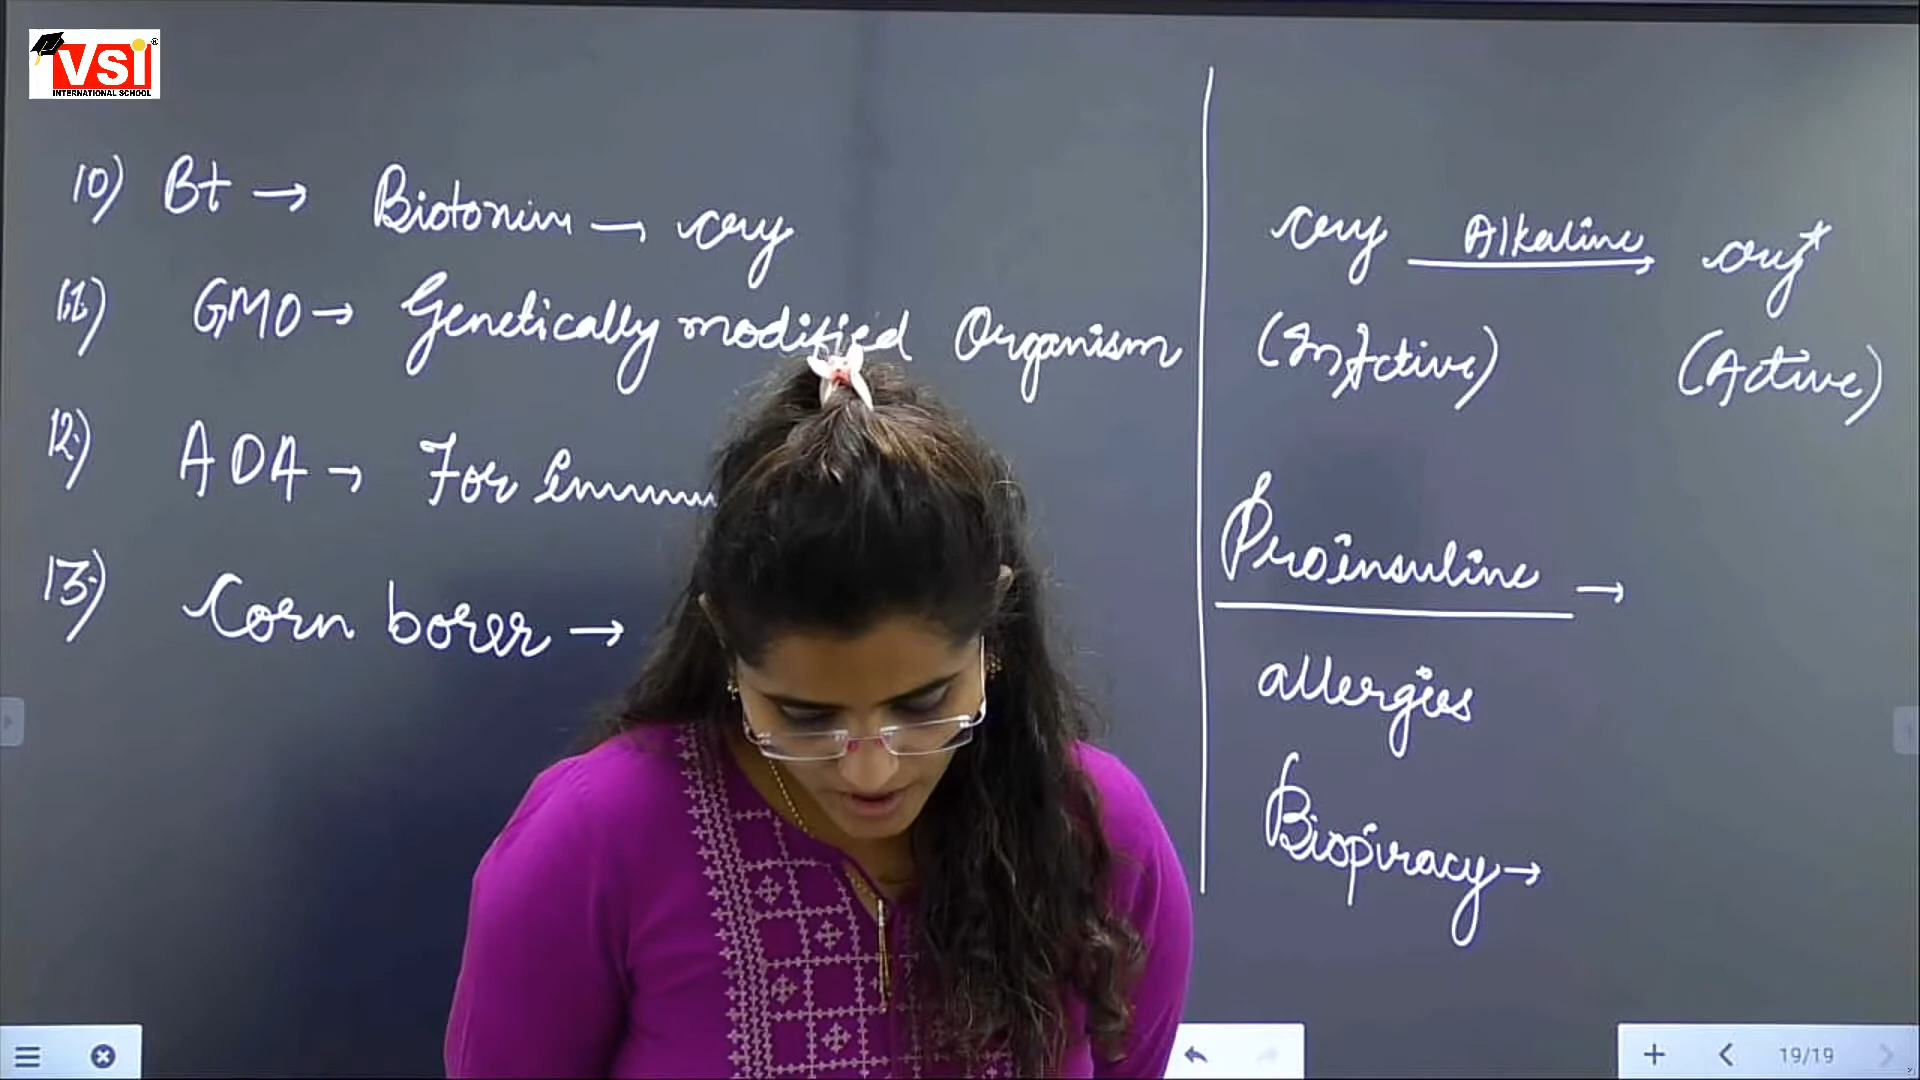 VSI
INTERNATIONAL SCHOOL
10) Bt → Biotoxin → cry
11) GMO → Genetically modified Organism
12) ADA → For
13) Corn borer →
cry Alkaline cry*
(InActive) (Active)
Proinsuline →
allergies
Biopiracy →
19/19